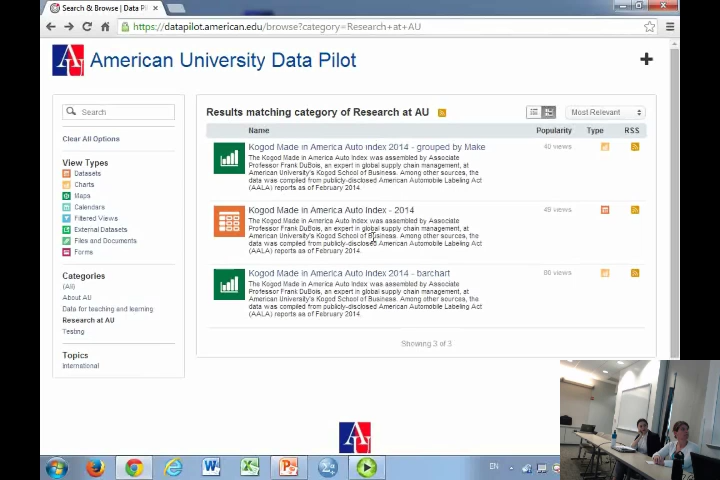 Search & Browse | Data Pi
https://datapilot.american.edu/browse?category=Research+at+AU
American University Data Pilot
Search
Clear All Options
View Types
Datasets
Charts
Maps
Calendars
Filtered Views
External Datasets
Files and Documents
Forms
Categories
(All)
About AU
Data for teaching and learning
Research at AU
Testing
Topics
International
Results matching category of Research at AU
Most Relevant
Name Popularity Type RSS
Kogod Made in America Auto index 2014 - grouped by Make 40 views
The Kogod Made in America Auto Index was assembled by Associate
Professor Frank DuBois, an expert in global supply chain management, at
American University's Kogod School of Business. Among other sources, the
data was compiled from publicly-disclosed American Automobile Labeling Act
(AALA) reports as of February 2014.
Kogod Made in America Auto Index - 2014 49 views
The Kogod Made in America Auto Index was assembled by Associate
Professor Frank DuBois, an expert in global supply chain management, at
American University's Kogod School of Business. Among other sources, the
data was compiled from publicly-disclosed American Automobile Labeling Act
(AALA) reports as of February 2014.
Kogod Made in America Auto Index 2014 - barchart 86 views
The Kogod Made in America Auto Index was assembled by Associate
Professor Frank DuBois, an expert in global supply chain management, at
American University's Kogod School of Business. Among other sources, the
data was compiled from publicly-disclosed American Automobile Labeling Act
(AALA) reports as of February 2014.
Showing 3 of 3
EN